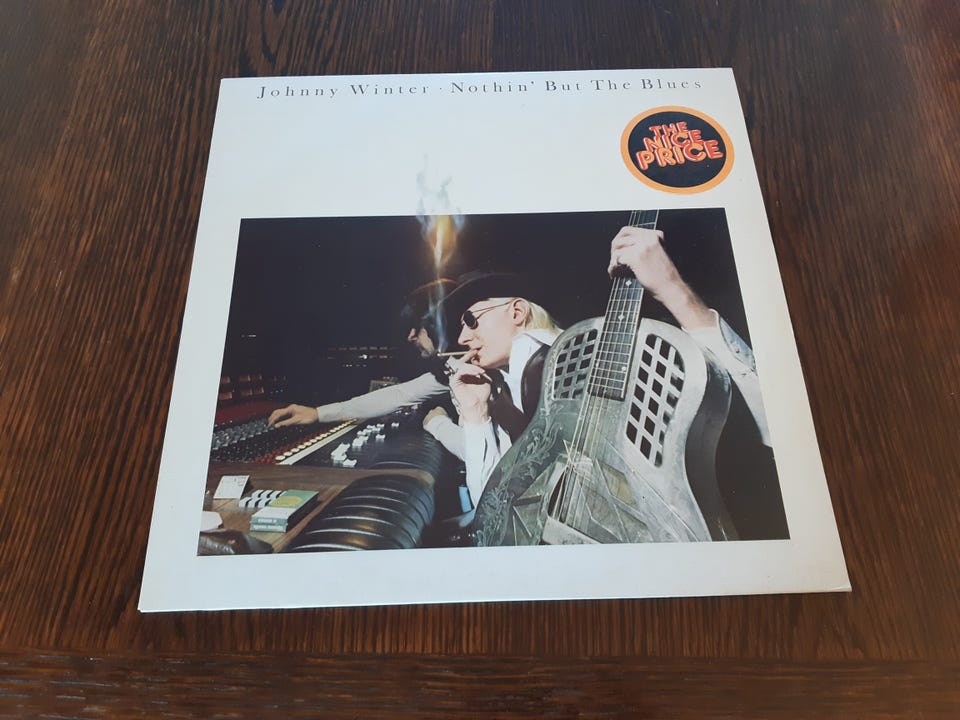 Johnny Winter · Nothin' But The Blues
THE
NICE
PRICE